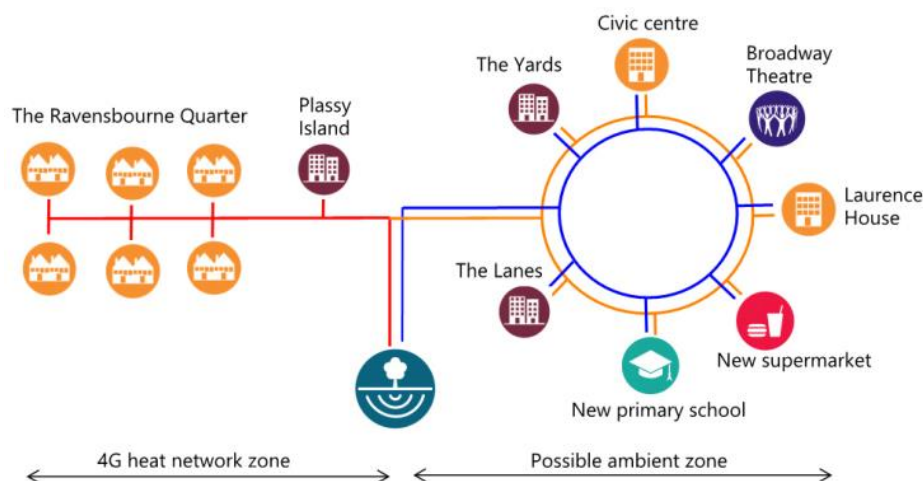 Civic centre
The Yards
Broadway
Theatre
The Ravensbourne Quarter
Plassy
Island
Laurence
House
The Lanes
New supermarket
New primary school
4G heat network zone
Possible ambient zone